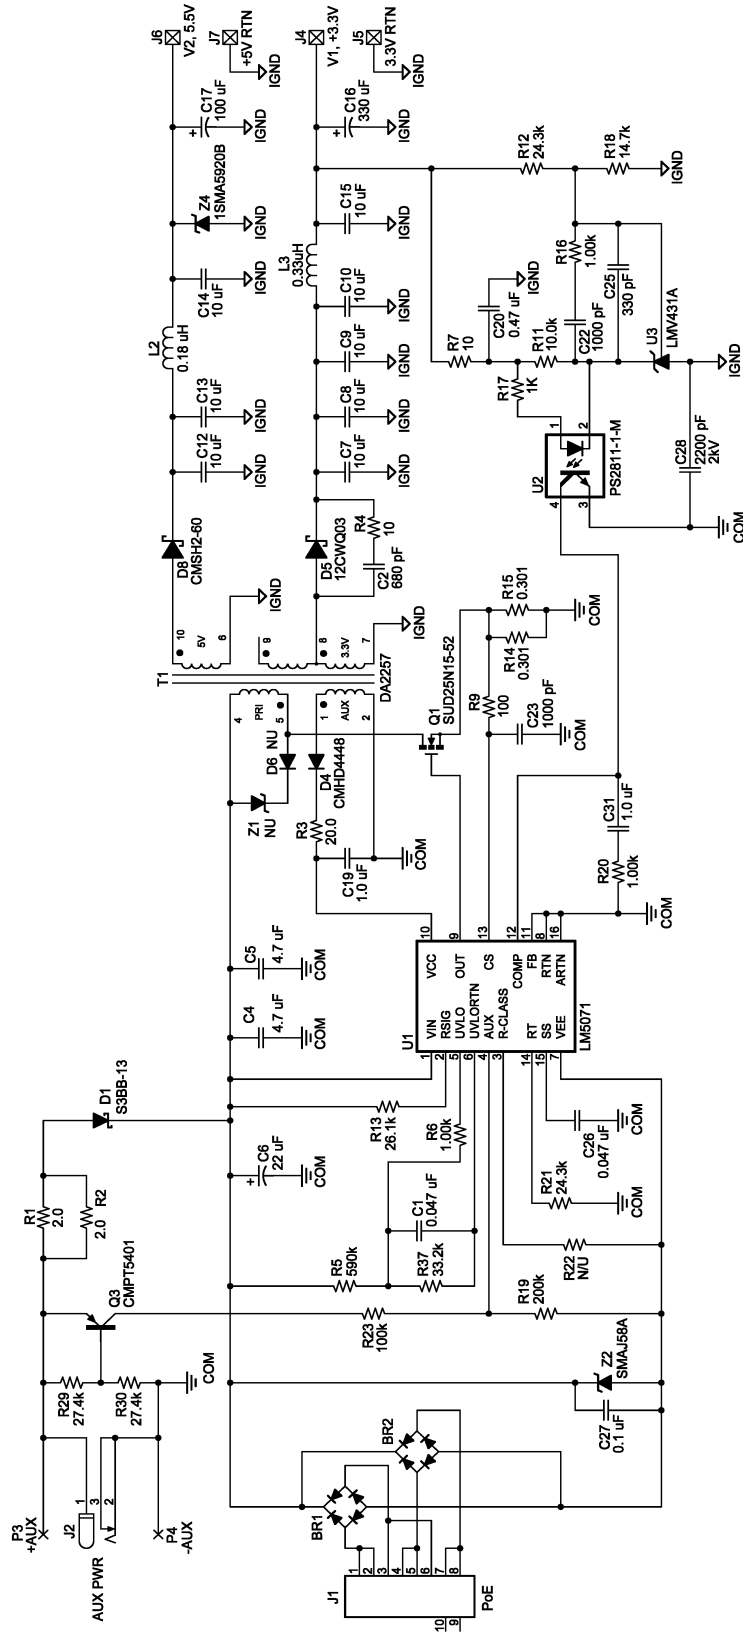 P3
+AUX
J2
1
3
2
AUX PWR
P4
-AUX
R29
27.4k
R30
27.4k
COM
Q3
CMPT5401
R1
2.0
R2
2.0
D1
S3BB-13
J1
1
2
3
4
5
6
7
8
10
9
PoE
BR1
BR2
C27
0.1 uF
Z2
SMAJ58A
R23
100k
R19
200k
R5
590k
R37
33.2k
C1
0.047 uF
R22
N/U
R21
24.3k
COM
C26
0.047 uF
COM
R6
1.00k
R13
26.1k
+
C6
22 uF
COM
C4
4.7 uF
COM
C5
4.7 uF
COM
U1
LM5071
1
VIN
2
RSIG
5
UVLO
6
UVLORTN
4
AUX
3
R-CLASS
14
RT
15
SS
7
VEE
10
VCC
9
OUT
13
CS
12
COMP
11
FB
8
RTN
16
ARTN
COM
R20
1.00k
C31
1.0 uF
C19
1.0 uF
COM
R3
20.0
D4
CMHD4448
Z1
NU
D6 NU
C23
1000 pF
COM
R9
100
Q1
SUD25N15-52
R14
0.301
R15
0.301
COM
T1
DA2257
4
PRI
5
1
AUX
2
10
5V
6
9
8
3.3V
7
IGND
IGND
D8
CMSH2-60
D5
12CWQ03
C2
680 pF
R4
10
C12
10 uF
IGND
C13
10 uF
IGND
L2
0.18 uH
C14
10 uF
IGND
Z4
1SMA5920B
IGND
+
C17
100 uF
IGND
J6
V2, 5.5V
J7
+5V RTN
IGND
C7
10 uF
IGND
C8
10 uF
IGND
C9
10 uF
IGND
C10
10 uF
IGND
L3
0.33uH
C15
10 uF
IGND
+
C16
330 uF
IGND
J4
V1, +3.3V
J5
3.3V RTN
IGND
U2
PS2811-1-M
4
3
1
2
COM
C28
2200 pF
2kV
R17
1K
R7
10
C20
0.47 uF
IGND
R11
10.0k
C22
1000 pF
R16
1.00k
C25
330 pF
U3
LMV431A
IGND
R12
24.3k
R18
14.7k
IGND